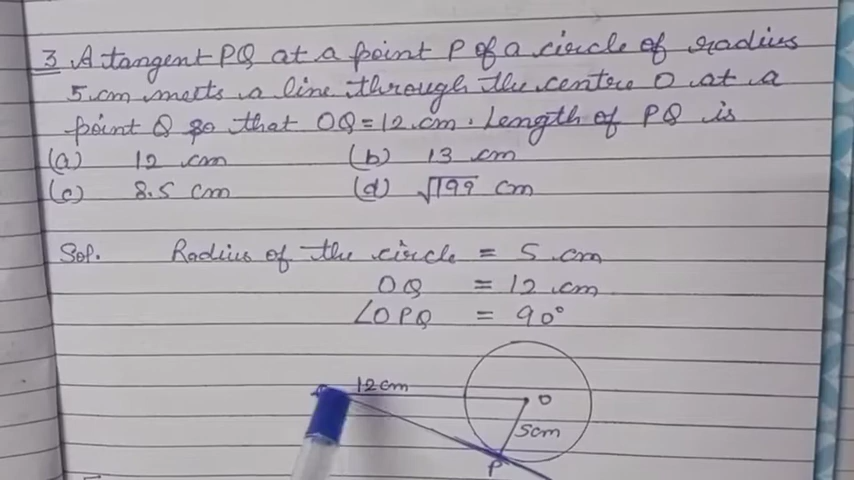 3 A tangent PQ at a point P of a circle of radius
5 cm meets a line through the centre O at a
point Q so that OQ = 12 cm. Length of PQ is
(a) 12 cm (b) 13 cm
(c) 8.5 cm (d) √199 cm
Sol. Radius of the circle = 5 cm
OQ = 12 cm
∠OPQ = 90°
12cm
O
5cm
P